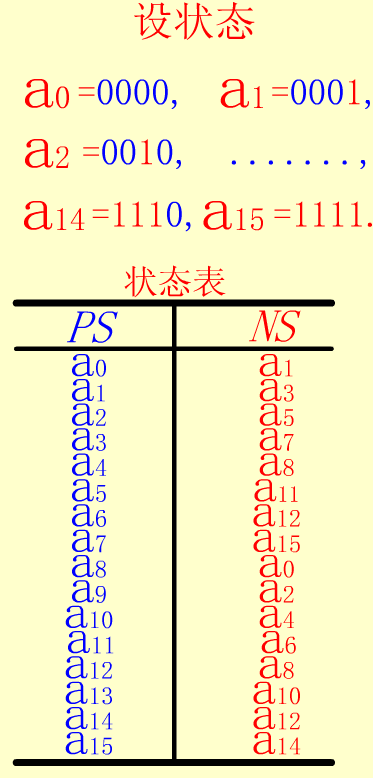 设状态
a0=0000, a1=0001,
a2=0010, .......,
a14=1110, a15=1111.
状态表
PS NS
a0 a1
a1 a3
a2 a5
a3 a7
a4 a8
a5 a11
a6 a12
a7 a15
a8 a0
a9 a2
a10 a4
a11 a6
a12 a8
a13 a10
a14 a12
a15 a14